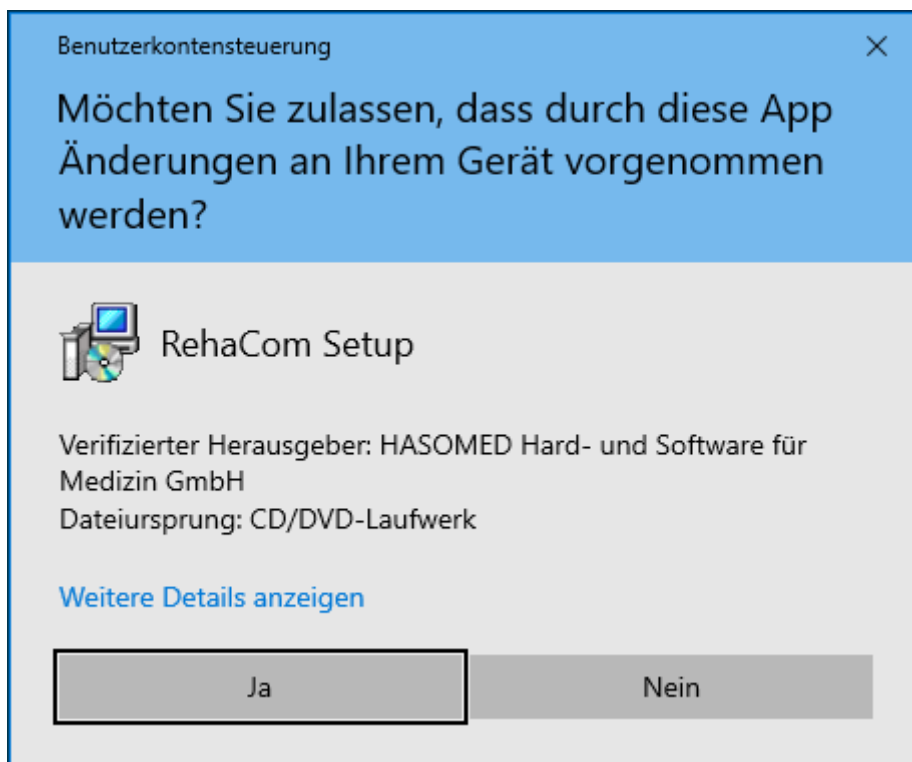 Benutzerkontensteuerung
Möchten Sie zulassen, dass durch diese App
Änderungen an Ihrem Gerät vorgenommen
werden?
RehaCom Setup
Verifizierter Herausgeber: HASOMED Hard- und Software für
Medizin GmbH
Dateiursprung: CD/DVD-Laufwerk
Weitere Details anzeigen
Ja
Nein